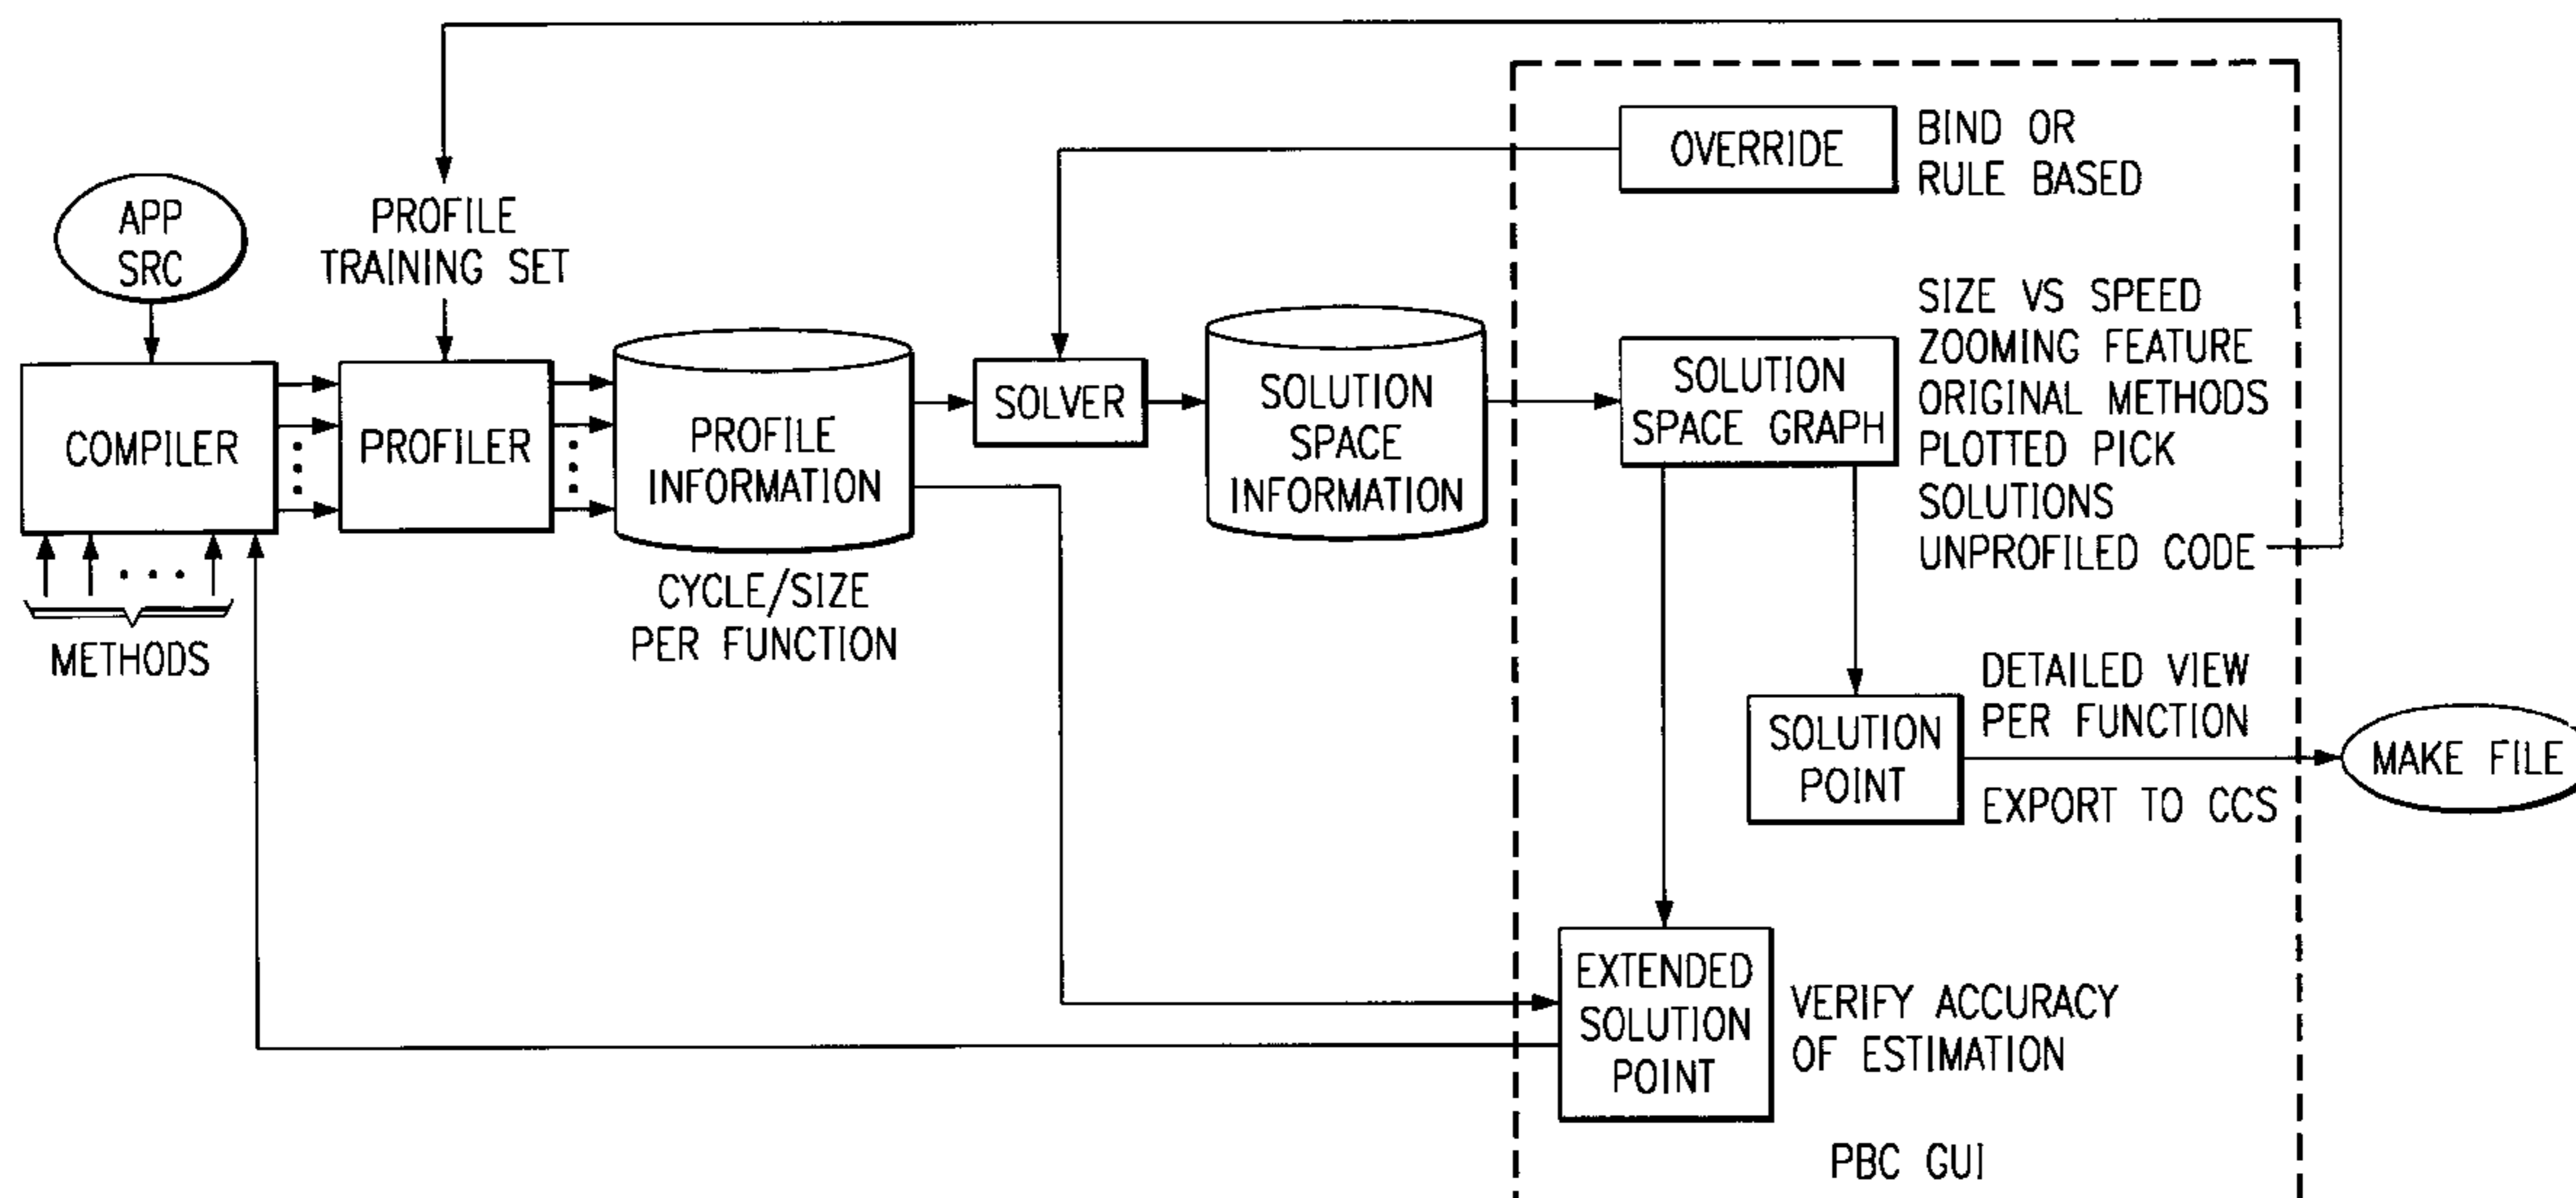 APP
SRC
PROFILE
TRAINING SET
COMPILER
METHODS
PROFILER
PROFILE
INFORMATION
CYCLE/SIZE
PER FUNCTION
SOLVER
SOLUTION
SPACE
INFORMATION
OVERRIDE
BIND OR
RULE BASED
SOLUTION
SPACE GRAPH
SIZE VS SPEED
ZOOMING FEATURE
ORIGINAL METHODS
PLOTTED PICK
SOLUTIONS
UNPROFILED CODE
SOLUTION
POINT
DETAILED VIEW
PER FUNCTION
EXPORT TO CCS
MAKE FILE
EXTENDED
SOLUTION
POINT
VERIFY ACCURACY
OF ESTIMATION
PBC GUI